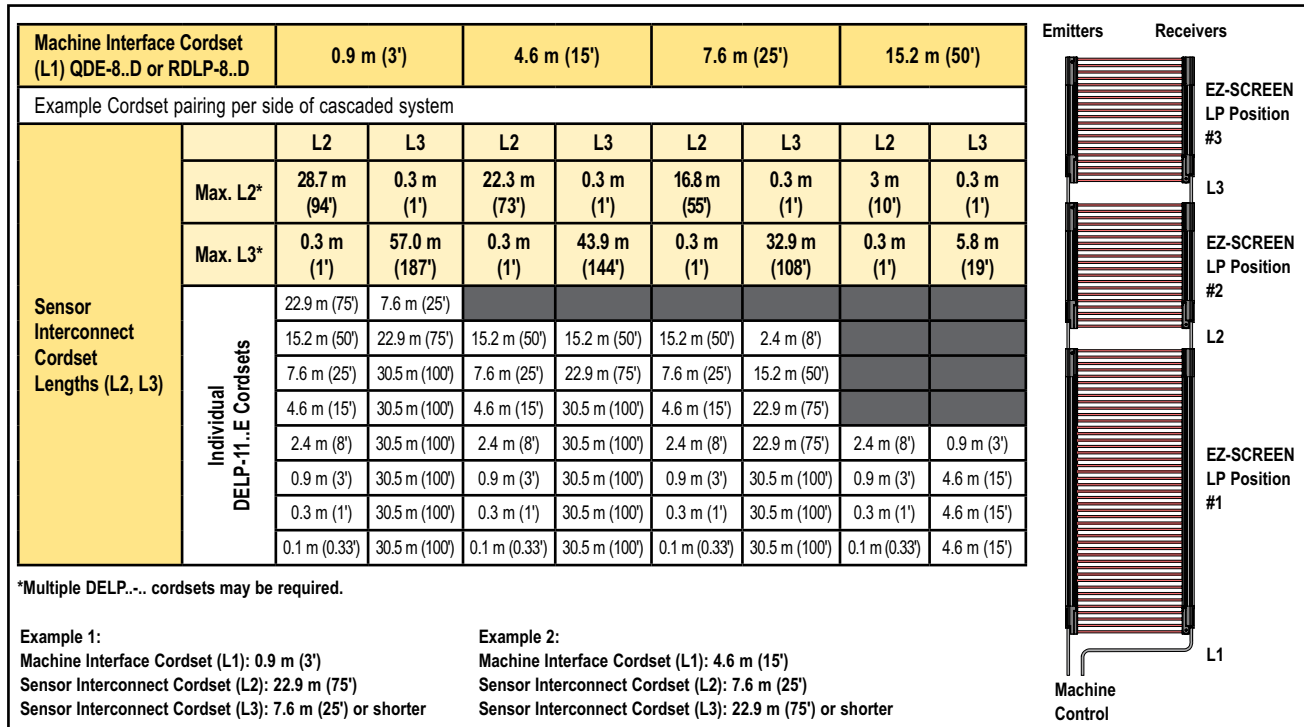 Machine Interface Cordset (L1) QDE-8..D or RDLP-8..D 0.9 m (3') 4.6 m (15') 7.6 m (25') 15.2 m (50')
Example Cordset pairing per side of cascaded system
L2 L3 L2 L3 L2 L3 L2 L3
Max. L2* 28.7 m (94') 0.3 m (1') 22.3 m (73') 0.3 m (1') 16.8 m (55') 0.3 m (1') 3 m (10') 0.3 m (1')
Max. L3* 0.3 m (1') 57.0 m (187') 0.3 m (1') 43.9 m (144') 0.3 m (1') 32.9 m (108') 0.3 m (1') 5.8 m (19')
Sensor
Interconnect
Cordset
Lengths (L2, L3)
Individual
DELP-11..E Cordsets
22.9 m (75') 7.6 m (25')
15.2 m (50') 22.9 m (75') 15.2 m (50') 15.2 m (50') 15.2 m (50') 2.4 m (8')
7.6 m (25') 30.5 m (100') 7.6 m (25') 22.9 m (75') 7.6 m (25') 15.2 m (50')
4.6 m (15') 30.5 m (100') 4.6 m (15') 30.5 m (100') 4.6 m (15') 22.9 m (75')
2.4 m (8') 30.5 m (100') 2.4 m (8') 30.5 m (100') 2.4 m (8') 22.9 m (75') 2.4 m (8') 0.9 m (3')
0.9 m (3') 30.5 m (100') 0.9 m (3') 30.5 m (100') 0.9 m (3') 30.5 m (100') 0.9 m (3') 4.6 m (15')
0.3 m (1') 30.5 m (100') 0.3 m (1') 30.5 m (100') 0.3 m (1') 30.5 m (100') 0.3 m (1') 4.6 m (15')
0.1 m (0.33') 30.5 m (100') 0.1 m (0.33') 30.5 m (100') 0.1 m (0.33') 30.5 m (100') 0.1 m (0.33') 4.6 m (15')
*Multiple DELP..-.. cordsets may be required.
Example 1:
Machine Interface Cordset (L1): 0.9 m (3')
Sensor Interconnect Cordset (L2): 22.9 m (75')
Sensor Interconnect Cordset (L3): 7.6 m (25') or shorter
Example 2:
Machine Interface Cordset (L1): 4.6 m (15')
Sensor Interconnect Cordset (L2): 7.6 m (25')
Sensor Interconnect Cordset (L3): 22.9 m (75') or shorter
Emitters Receivers
EZ-SCREEN
LP Position
#3
L3
EZ-SCREEN
LP Position
#2
L2
EZ-SCREEN
LP Position
#1
L1
Machine
Control